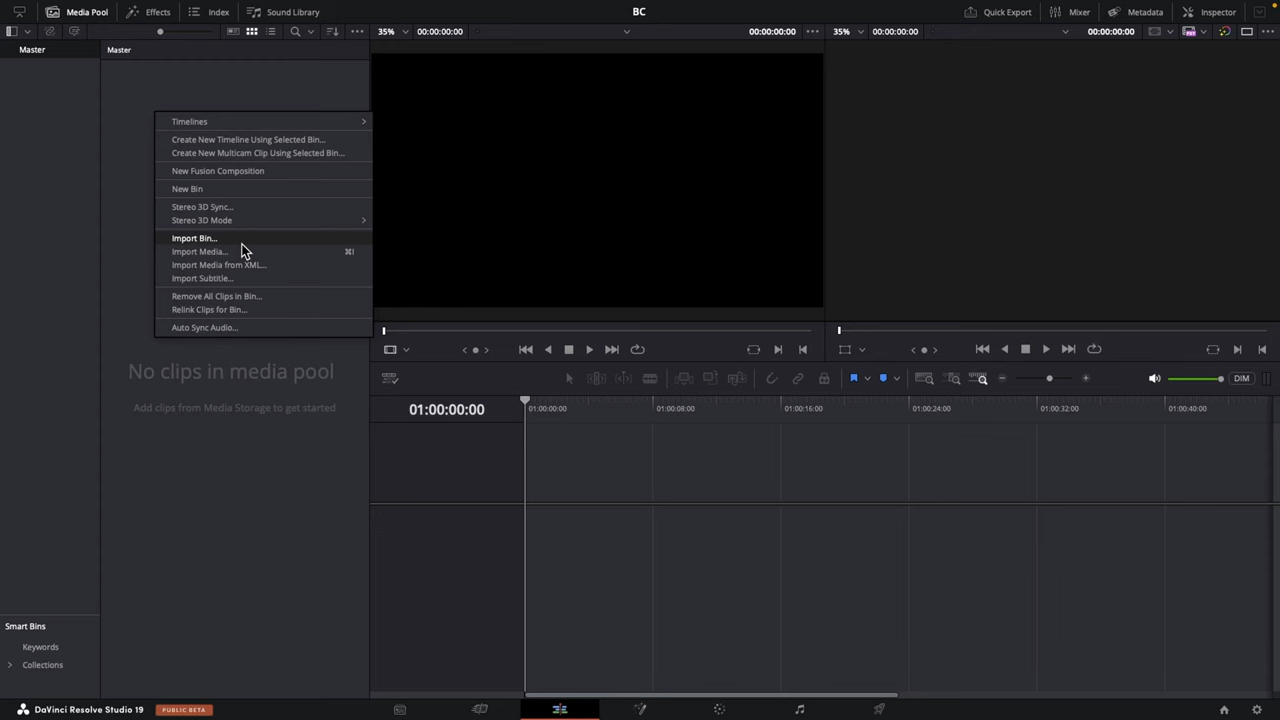 Media Pool Effects Index Sound Library BC Quick Export Mixer Metadata Inspector
35% 00:00:00:00 00:00:00:00 35% 00:00:00:00 00:00:00:00
Master Master
Timelines
Create New Timeline Using Selected Bin...
Create New Multicam Clip Using Selected Bin...
New Fusion Composition
New Bin
Stereo 3D Sync...
Stereo 3D Mode
Import Bin...
Import Media... ⌘I
Import Media from XML...
Import Subtitle...
Remove All Clips in Bin...
Relink Clips for Bin...
Auto Sync Audio...
No clips in media pool
Add clips from Media Storage to get started
DIM
01:00:00:00 01:00:00:00 01:00:08:00 01:00:16:00 01:00:24:00 01:00:32:00 01:00:40:00
Smart Bins
Keywords
Collections
DaVinci Resolve Studio 19 PUBLIC BETA